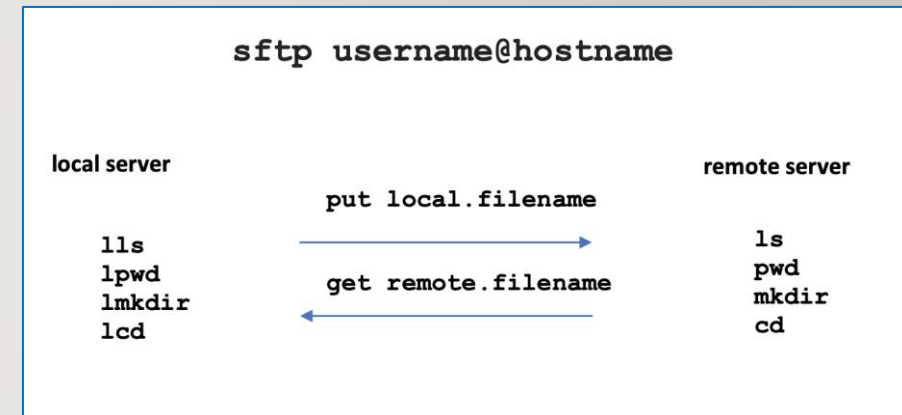 sftp username@hostname
local server
remote server
put local.filename
lls
lpwd
lmkdir
lcd
get remote.filename
ls
pwd
mkdir
cd